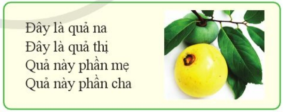 Đây là quả na
Đây là quả thị
Quả này phần mẹ
Quả này phần cha